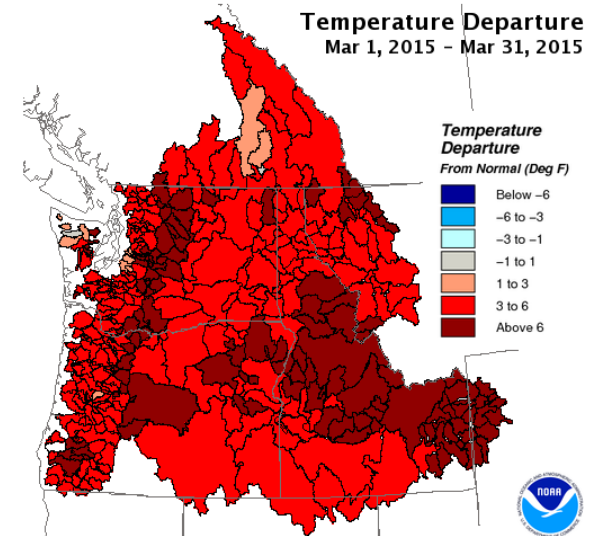 Temperature Departure
Mar 1, 2015 – Mar 31, 2015
Temperature
Departure
From Normal (Deg F)
Below −6
−6 to −3
−3 to −1
−1 to 1
1 to 3
3 to 6
Above 6
NOAA